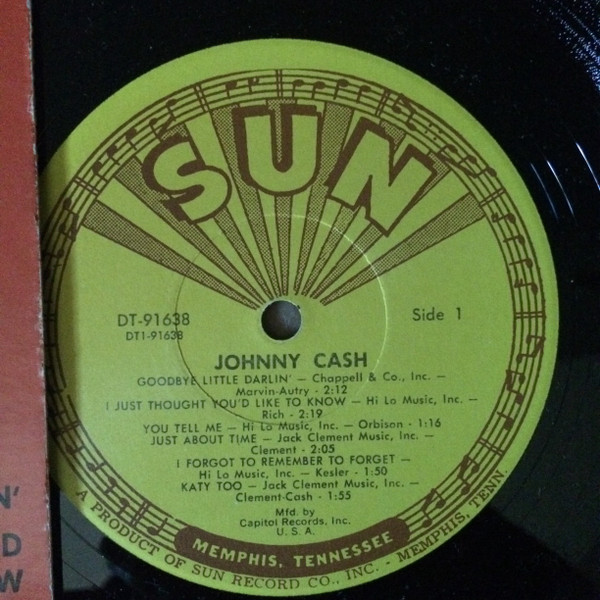 SUN
DT-91638
DT1-91638
Side 1
JOHNNY CASH
GOODBYE LITTLE DARLIN' — Chappell & Co., Inc. —
Marvin-Autry - 2:12
I JUST THOUGHT YOU'D LIKE TO KNOW — Hi Lo Music, Inc. —
Rich - 2:19
YOU TELL ME — Hi Lo Music, Inc. — Orbison - 1:16
JUST ABOUT TIME — Jack Clement Music, Inc. —
Clement - 2:05
I FORGOT TO REMEMBER TO FORGET —
Hi Lo Music, Inc. — Kesler - 1:50
KATY TOO — Jack Clement Music, Inc. —
Clement-Cash - 1:55
Mfd. by
Capitol Records, Inc.
U. S. A.
MEMPHIS, TENNESSEE
A PRODUCT OF SUN RECORD CO., INC. - MEMPHIS, TENN.
N'
D
W